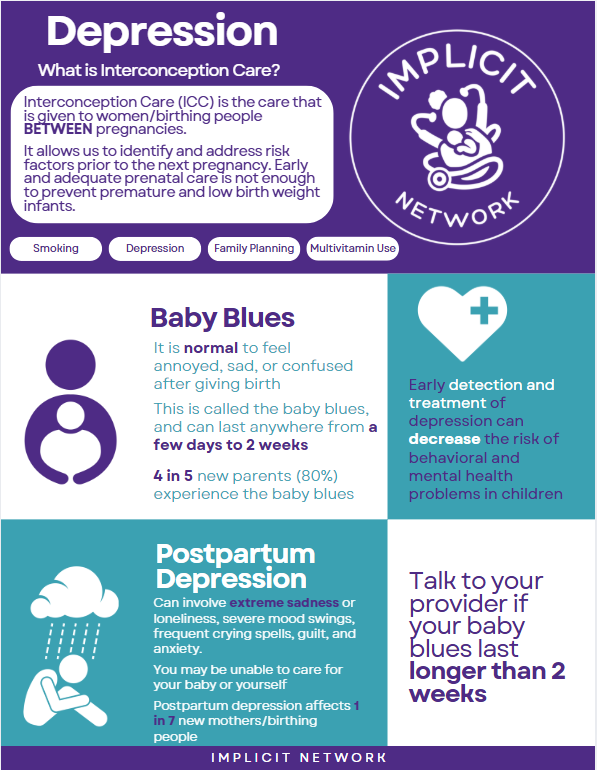 Depression
What is Interconception Care?
Interconception Care (ICC) is the care that
is given to women/birthing people
BETWEEN pregnancies.
It allows us to identify and address risk
factors prior to the next pregnancy. Early
and adequate prenatal care is not enough
to prevent premature and low birth weight
infants.
IMPLICIT
NETWORK
Smoking
Depression
Family Planning
Multivitamin Use
Baby Blues
It is normal to feel
annoyed, sad, or confused
after giving birth
This is called the baby blues,
and can last anywhere from a
few days to 2 weeks
4 in 5 new parents (80%)
experience the baby blues
Early detection and
treatment of
depression can
decrease the risk of
behavioral and
mental health
problems in children
Postpartum
Depression
Can involve extreme sadness or
loneliness, severe mood swings,
frequent crying spells, guilt, and
anxiety.
You may be unable to care for
your baby or yourself
Postpartum depression affects 1
in 7 new mothers/birthing
people
Talk to your
provider if
your baby
blues last
longer than 2
weeks
IMPLICIT NETWORK